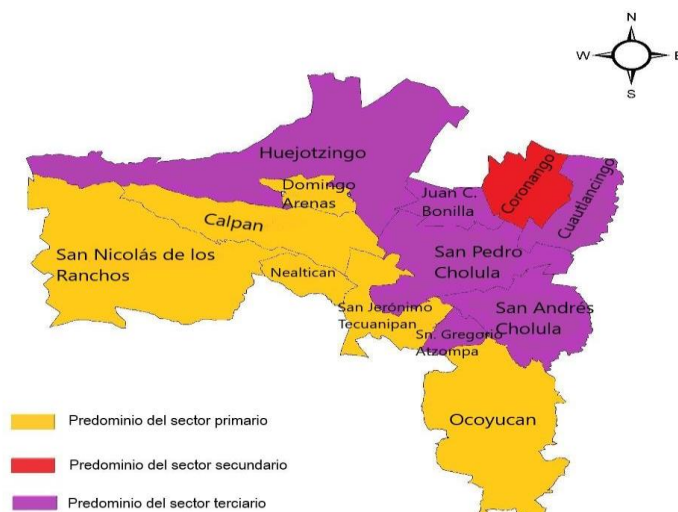 N
W E
S
Huejotzingo
Domingo
Arenas
Juan C.
Bonilla
Coronango
Cuautlancingo
Calpan
San Nicolás de los
Ranchos
Nealtican
San Pedro
Cholula
San Jerónimo
Tecuanipan
San Andrés
Cholula
Sn. Gregorio
Atzompa
Ocoyucan
Predominio del sector primario
Predominio del sector secundario
Predominio del sector terciario